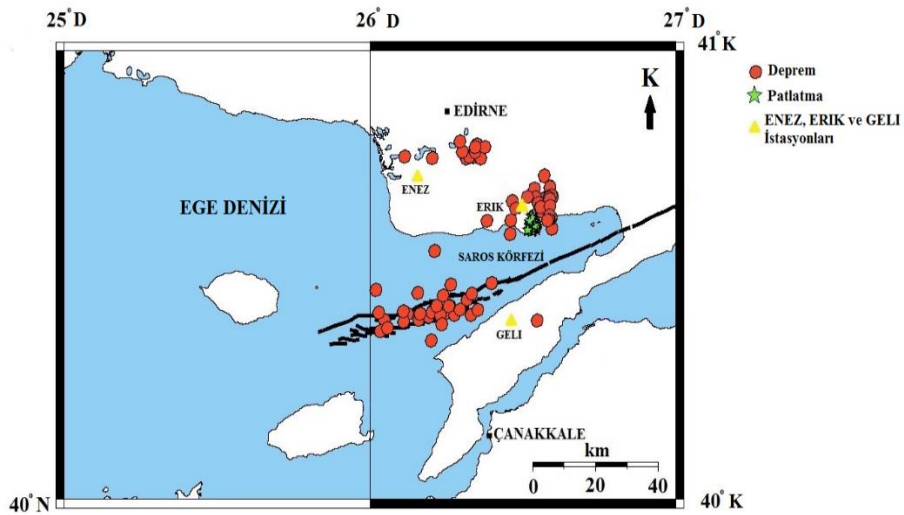 25°D
26°D
27°D
41°K
K
Deprem
Patlatma
ENEZ, ERIK ve GELI
İstasyonları
EDİRNE
ENEZ
ERIK
EGE DENİZİ
SAROS KÖRFEZİ
GELI
ÇANAKKALE
km
0 20 40
40°N
40°K